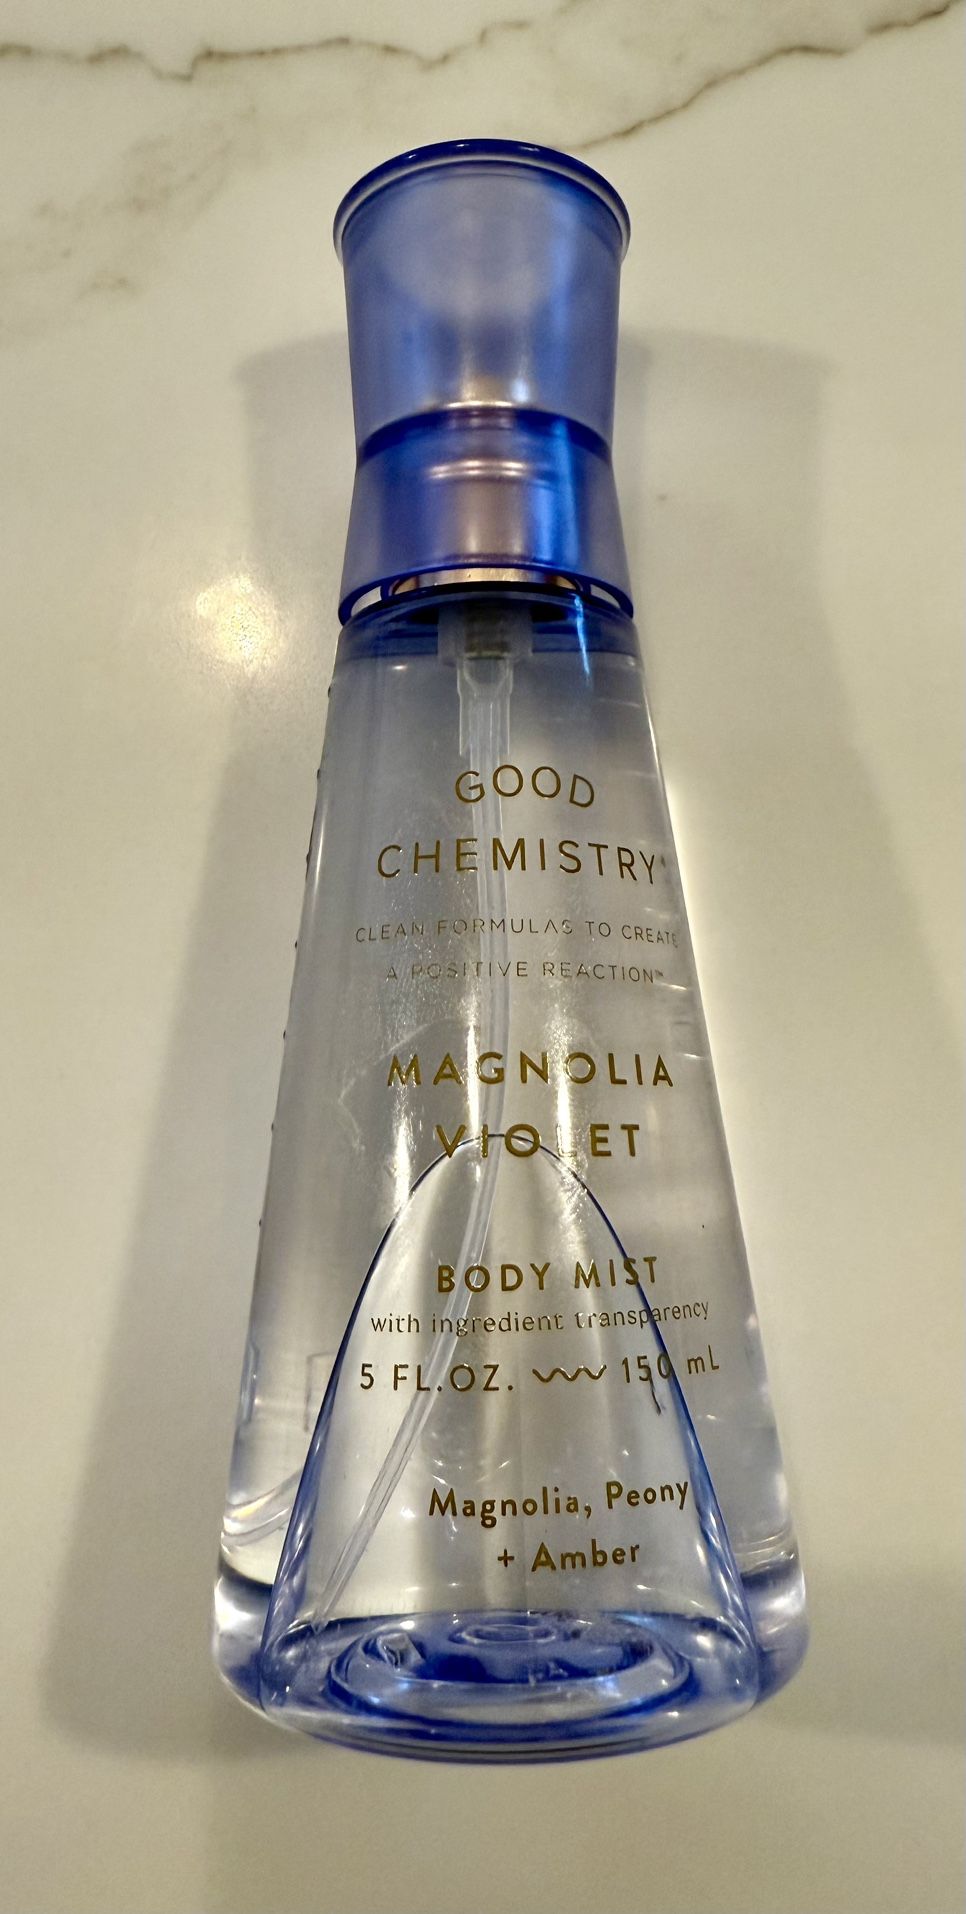 GOOD
CHEMISTRY®
CLEAN FORMULAS TO CREATE
A POSITIVE REACTION™
MAGNOLIA
VIOLET
BODY MIST
with ingredient transparency
5 FL.OZ. 150 mL
Magnolia, Peony
+ Amber